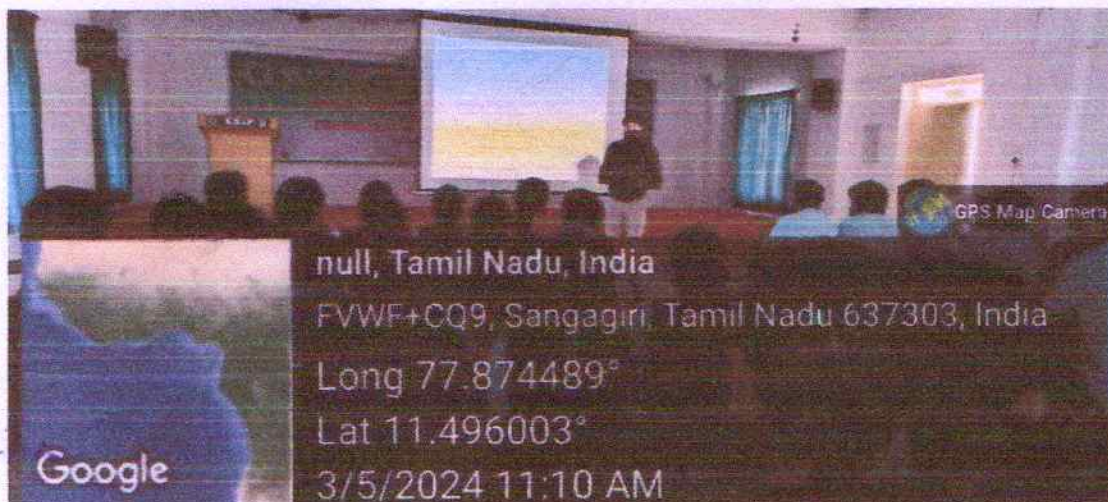 GPS Map Camera
null, Tamil Nadu, India
FVWF+CQ9, Sangagiri, Tamil Nadu 637303, India
Long 77.874489°
Lat 11.496003°
3/5/2024 11:10 AM
Google